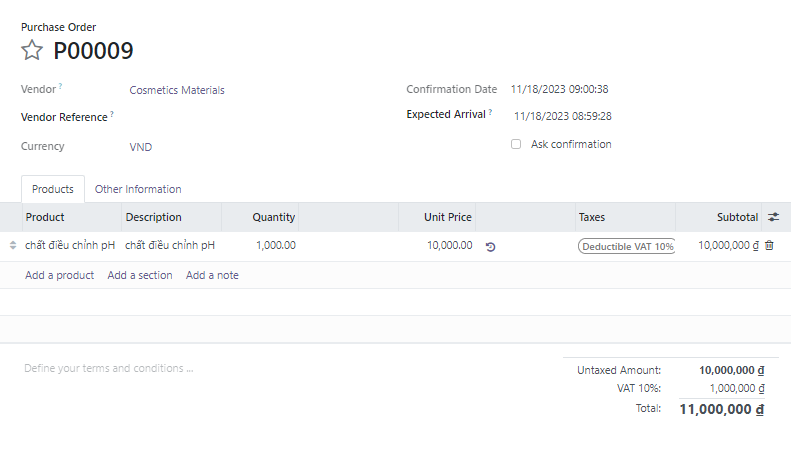 Purchase Order
P00009
Vendor ? Cosmetics Materials
Confirmation Date 11/18/2023 09:00:38
Vendor Reference ?
Expected Arrival ? 11/18/2023 08:59:28
Currency VND
Ask confirmation
Products Other Information
Product Description Quantity Unit Price Taxes Subtotal
chất điều chỉnh pH chất điều chỉnh pH 1,000.00 10,000.00 Deductible VAT 10% 10,000,000 ₫
Add a product Add a section Add a note
Define your terms and conditions ...
Untaxed Amount: 10,000,000 ₫
VAT 10%: 1,000,000 ₫
Total: 11,000,000 ₫